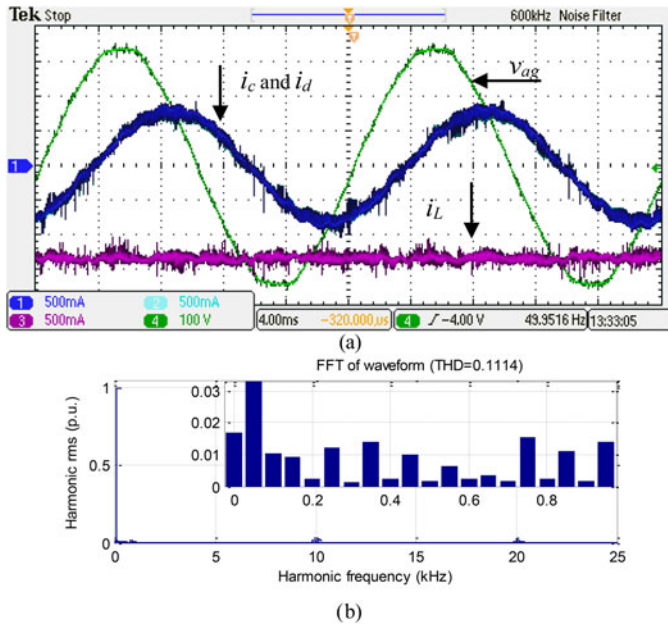 Tek Stop 600kHz Noise Filter
i_c and i_d
v_ag
1
i_L
1 500mA 2 500mA
3 500mA 4 100 V
4.00ms -320.000µs 4 ƒ -4.00 V 49.9516 Hz 13:33:05
(a)
FFT of waveform (THD=0.1114)
Harmonic rms (p.u.)
1
0.5
0
0.03
0.02
0.01
0
0 0.2 0.4 0.6 0.8
0 5 10 15 20 25
Harmonic frequency (kHz)
(b)